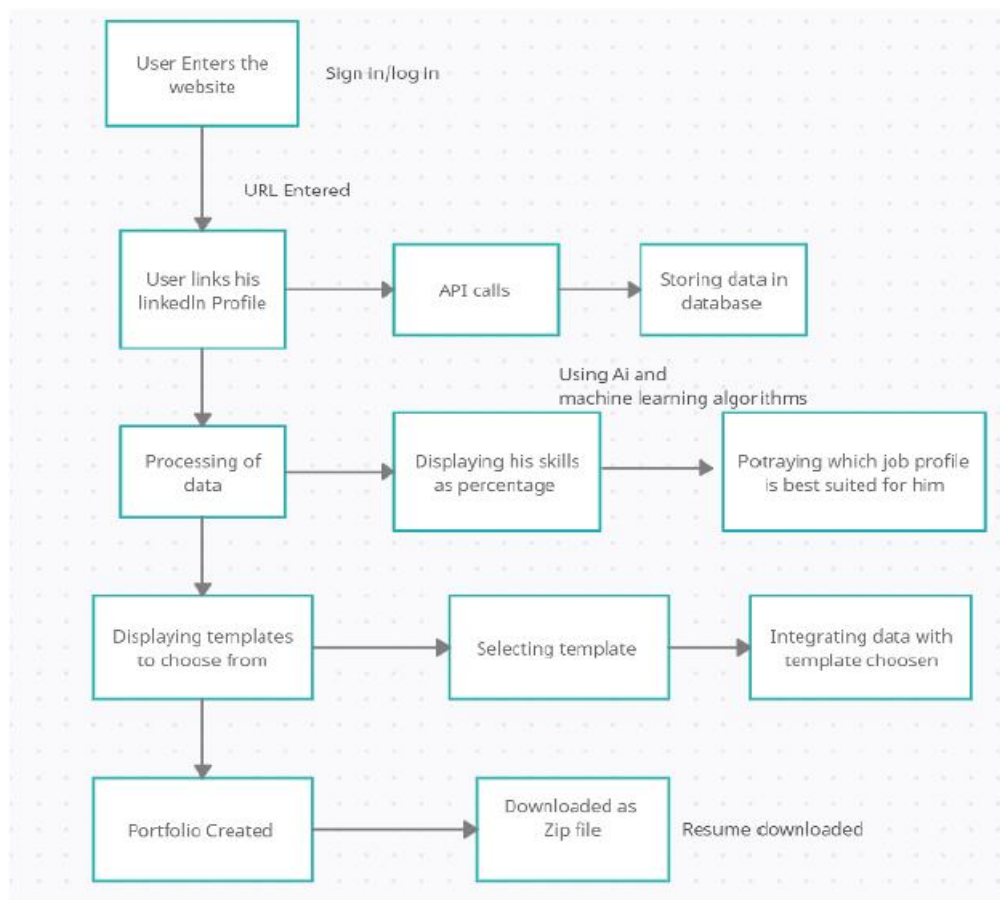 User Enters the
website
Sign in/log in
URL Entered
User links his
linkedIn Profile
API calls
Storing data in
database
Using Ai and
machine learning algorithms
Processing of
data
Displaying his skills
as percentage
Potraying which job profile
is best suited for him
Displaying templates
to choose from
Selecting template
Integrating data with
template choosen
Portfolio Created
Downloaded as
Zip file
Resume downloaded